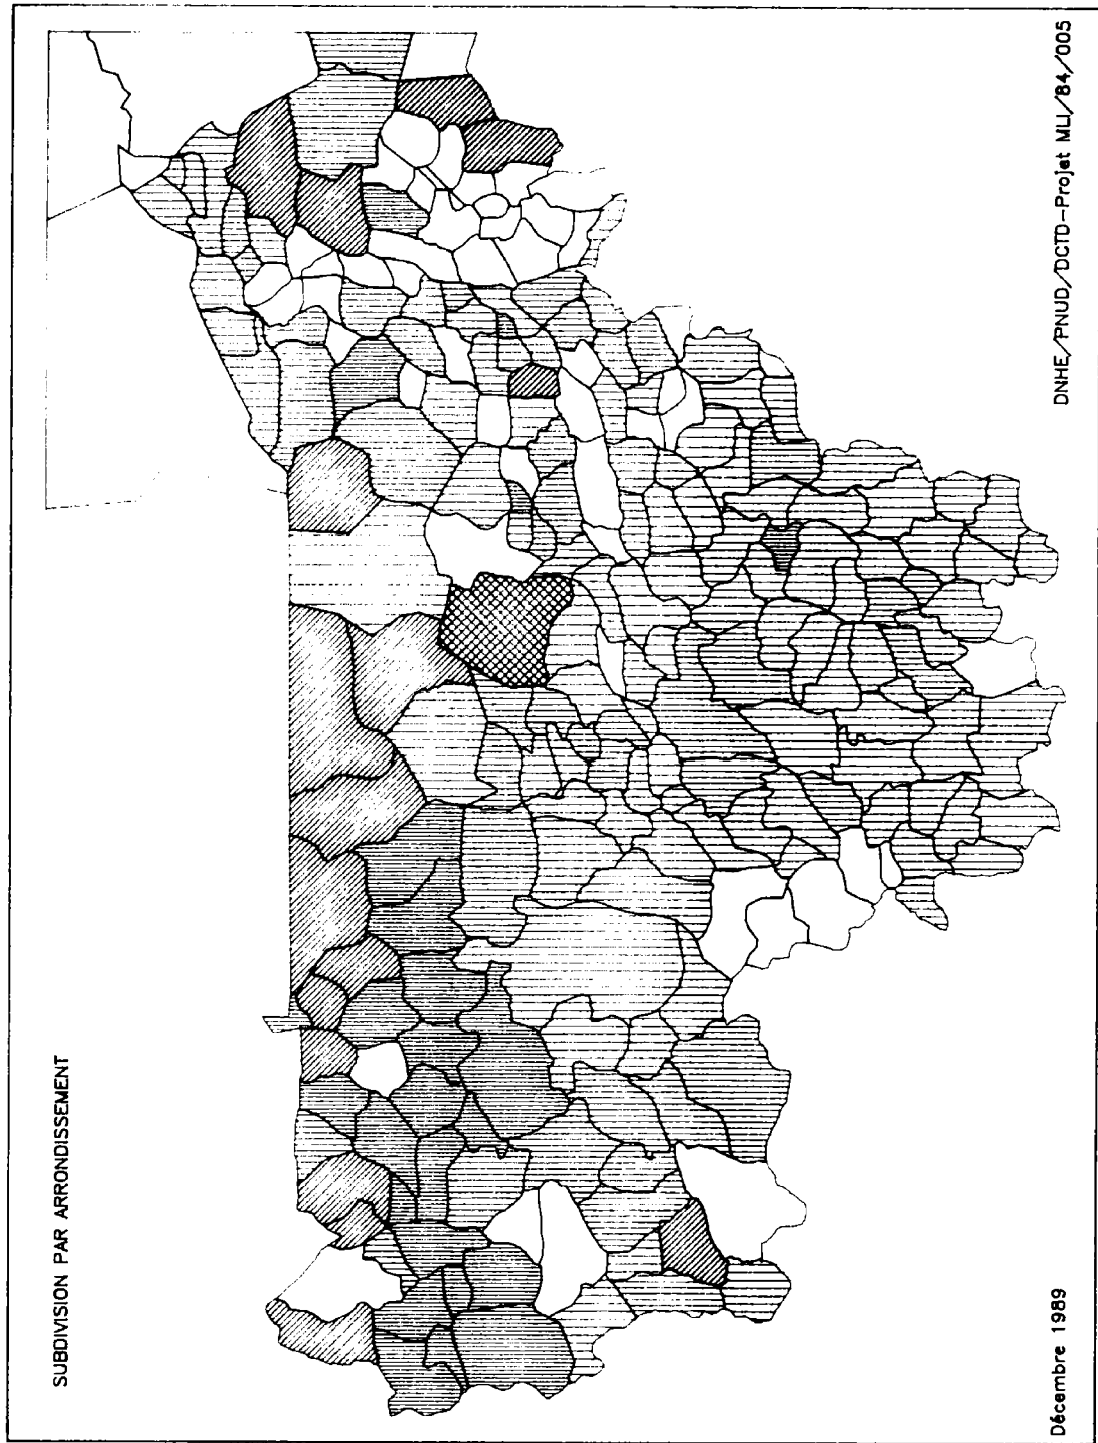 SUBDIVISION PAR ARRONDISSEMENT
Décembre 1989
DNHE/PNUD/DCTD-Projet MLI/84/005